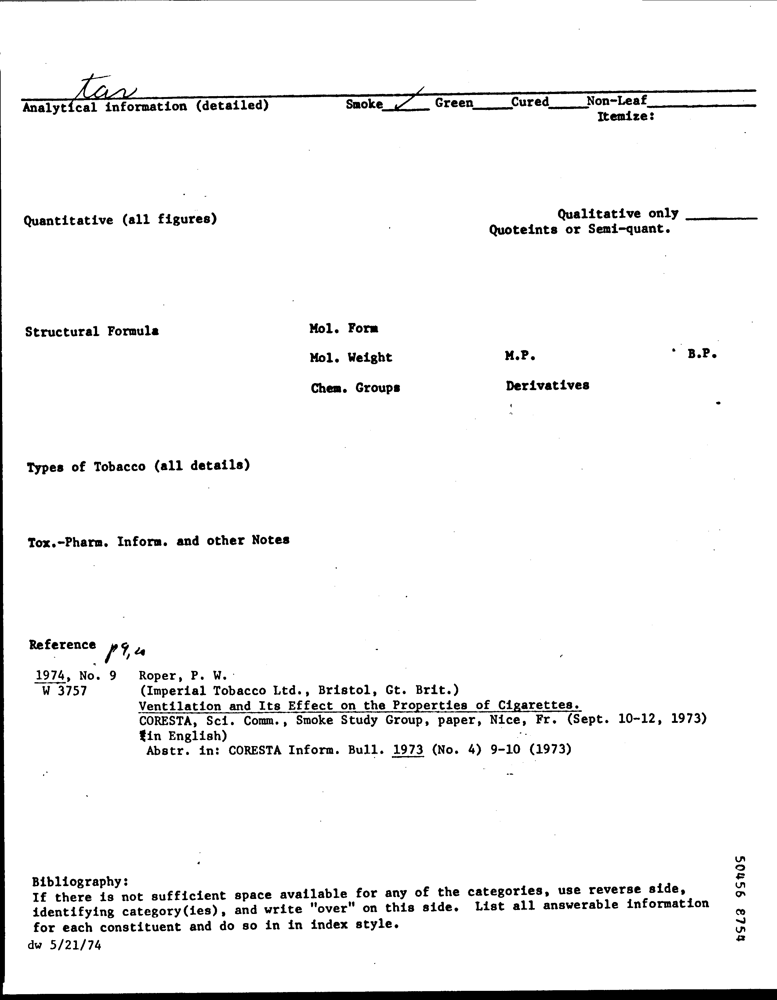 tar
Analytical information (detailed) Smoke ✓ Green Cured Non-Leaf
Itemize:
Quantitative (all figures) Qualitative only
Quoteints or Semi-quant.
Structural Formula Mol. Form
Mol. Weight M.P. B.P.
Chem. Groups Derivatives
Types of Tobacco (all details)
Tox.-Pharm. Inform. and other Notes
Reference p 9,
1974, No. 9 Roper, P. W.
W 3757 (Imperial Tobacco Ltd., Bristol, Gt. Brit.)
Ventilation and Its Effect on the Properties of Cigarettes.
CORESTA, Sci. Comm., Smoke Study Group, paper, Nice, Fr. (Sept. 10-12, 1973)
(in English)
Abstr. in: CORESTA Inform. Bull. 1973 (No. 4) 9-10 (1973)
Bibliography:
If there is not sufficient space available for any of the categories, use reverse side,
identifying category(ies), and write "over" on this side. List all answerable information
for each constituent and do so in in index style.
dw 5/21/74
50456 8754